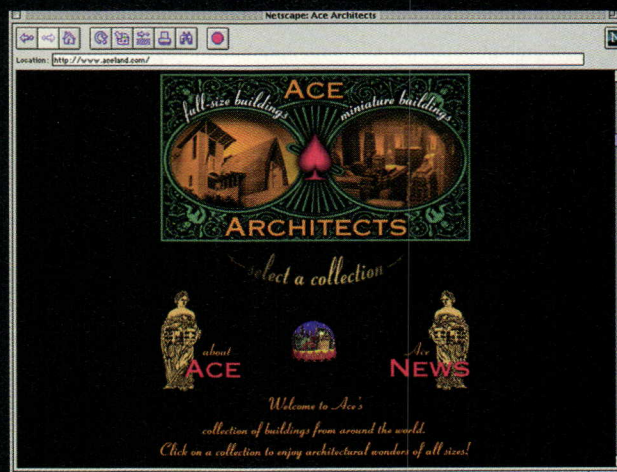 Netscape: Ace Architects
Location: http://www.aceland.com/
ACE
full-size buildings
miniature buildings
ARCHITECTS
select a collection
about
ACE
Ace
NEWS
Welcome to Ace's
collection of buildings from around the world.
Click on a collection to enjoy architectural wonders of all sizes!